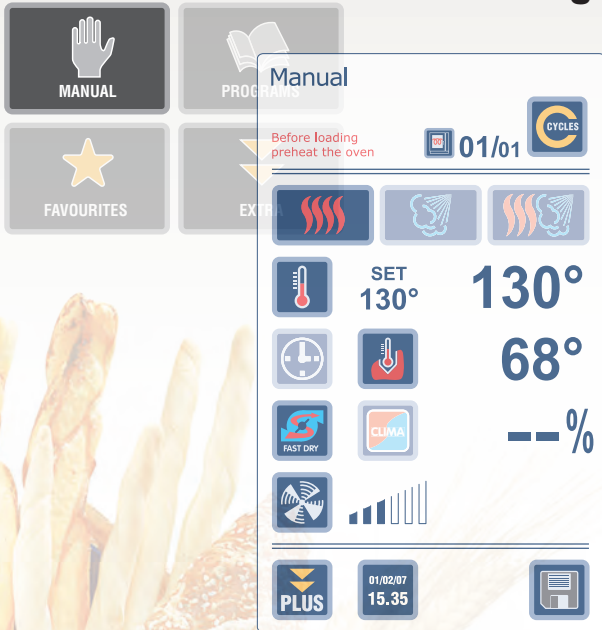 MANUAL
PROGRAMS
FAVOURITES
EXTRA
Manual
Before loading
preheat the oven
01/01
CYCLES
SET
130°
130°
68°
FAST DRY
CLIMA
--%
PLUS
01/02/07
15.35